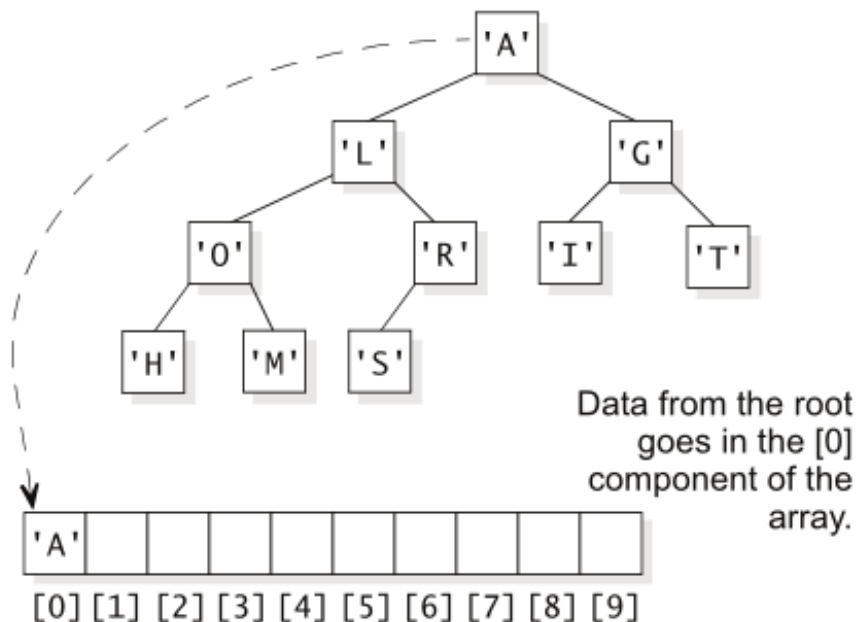 'A'
'L' 'G'
'O' 'R' 'I' 'T'
'H' 'M' 'S'
Data from the root
goes in the [0]
component of the
array.
'A'
[0] [1] [2] [3] [4] [5] [6] [7] [8] [9]